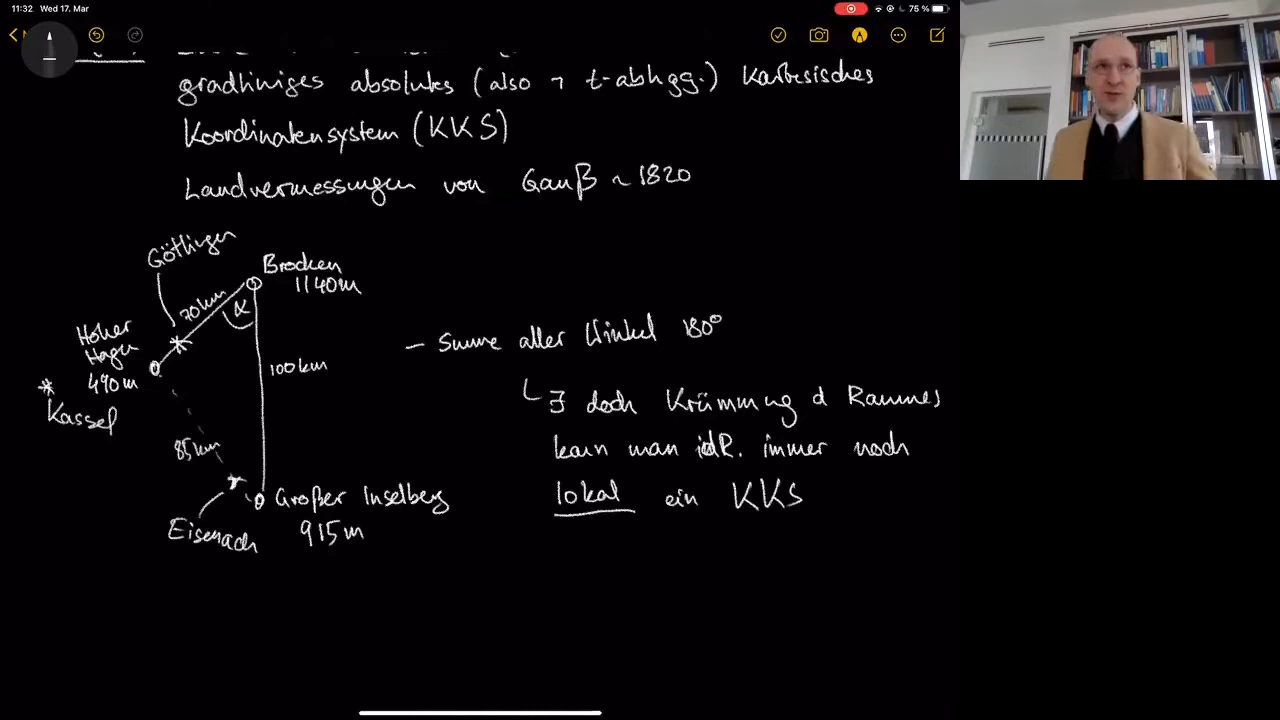 11:32 Wed 17. Mar
75 %
gradliniges absolutes (also ¬ t-abhgg.) Kartesisches
Koordinatensystem (KKS)
Landvermessungen von Gauß ~ 1820
Göttingen
Brocken
1140m
70km
α
Hoher
Hagen
490m
Kassel
100km
85km
Großer Inselberg
915m
Eisenach
– Summe aller Winkel 180°
∃ doch Krümmung d Raumes
kann man idR. immer noch
lokal ein KKS